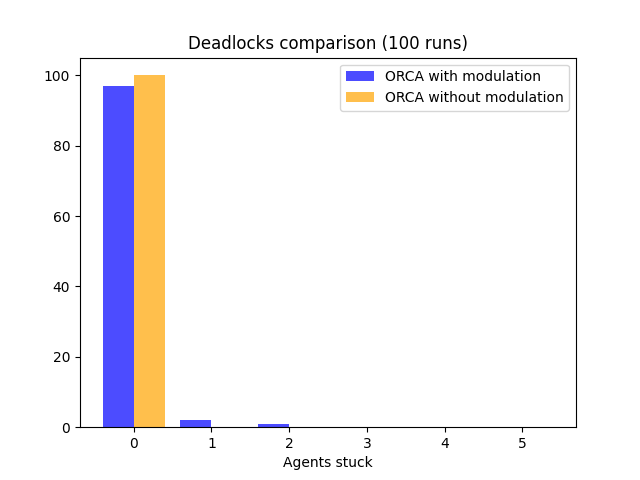 Deadlocks comparison (100 runs)
ORCA with modulation
ORCA without modulation
100
80
60
40
20
0
0 1 2 3 4 5
Agents stuck